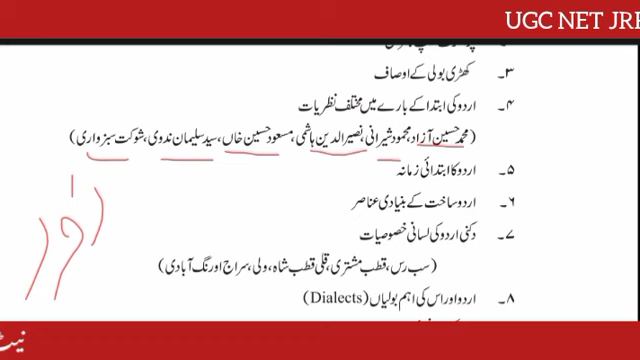 UGC NET JRF
۳۔ کھڑی بولی کے اوصاف
۴۔ اردو کی ابتدا کے بارے میں مختلف نظریات
(محمد حسین آزاد، محمود شیرانی، نصیر الدین ہاشمی، مسعود حسین خاں، سید سلیمان ندوی، شوکت سبزواری)
۵۔ اردو کا ابتدائی زمانہ
۶۔ اردو ساخت کے بنیادی عناصر
۷۔ دکنی اردو کی لسانی خصوصیات
(سب رس، قطب مشتری، قلی قطب شاہ، ولی، سراج اورنگ آبادی)
۸۔ اردو اور اس کی اہم بولیاں (Dialects)
نیٹ